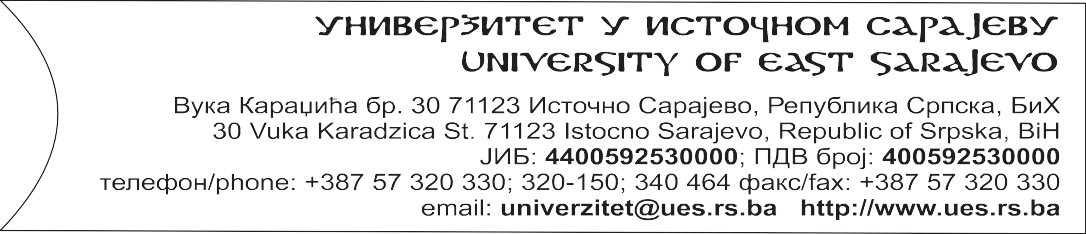 УНИВЕРЗИТЕТ У ИСТОЧНОМ САРАЈЕВУ
UNIVERSITY OF EAST SARAJEVO
Вука Караџића бр. 30 71123 Источно Сарајево, Република Српска, БиХ
30 Vuka Karadzica St. 71123 Istocno Sarajevo, Republic of Srpska, BiH
ЈИБ: 4400592530000; ПДВ број: 400592530000
телефон/phone: +387 57 320 330; 320-150; 340 464 факс/fax: +387 57 320 330
email: univerzitet@ues.rs.ba http://www.ues.rs.ba